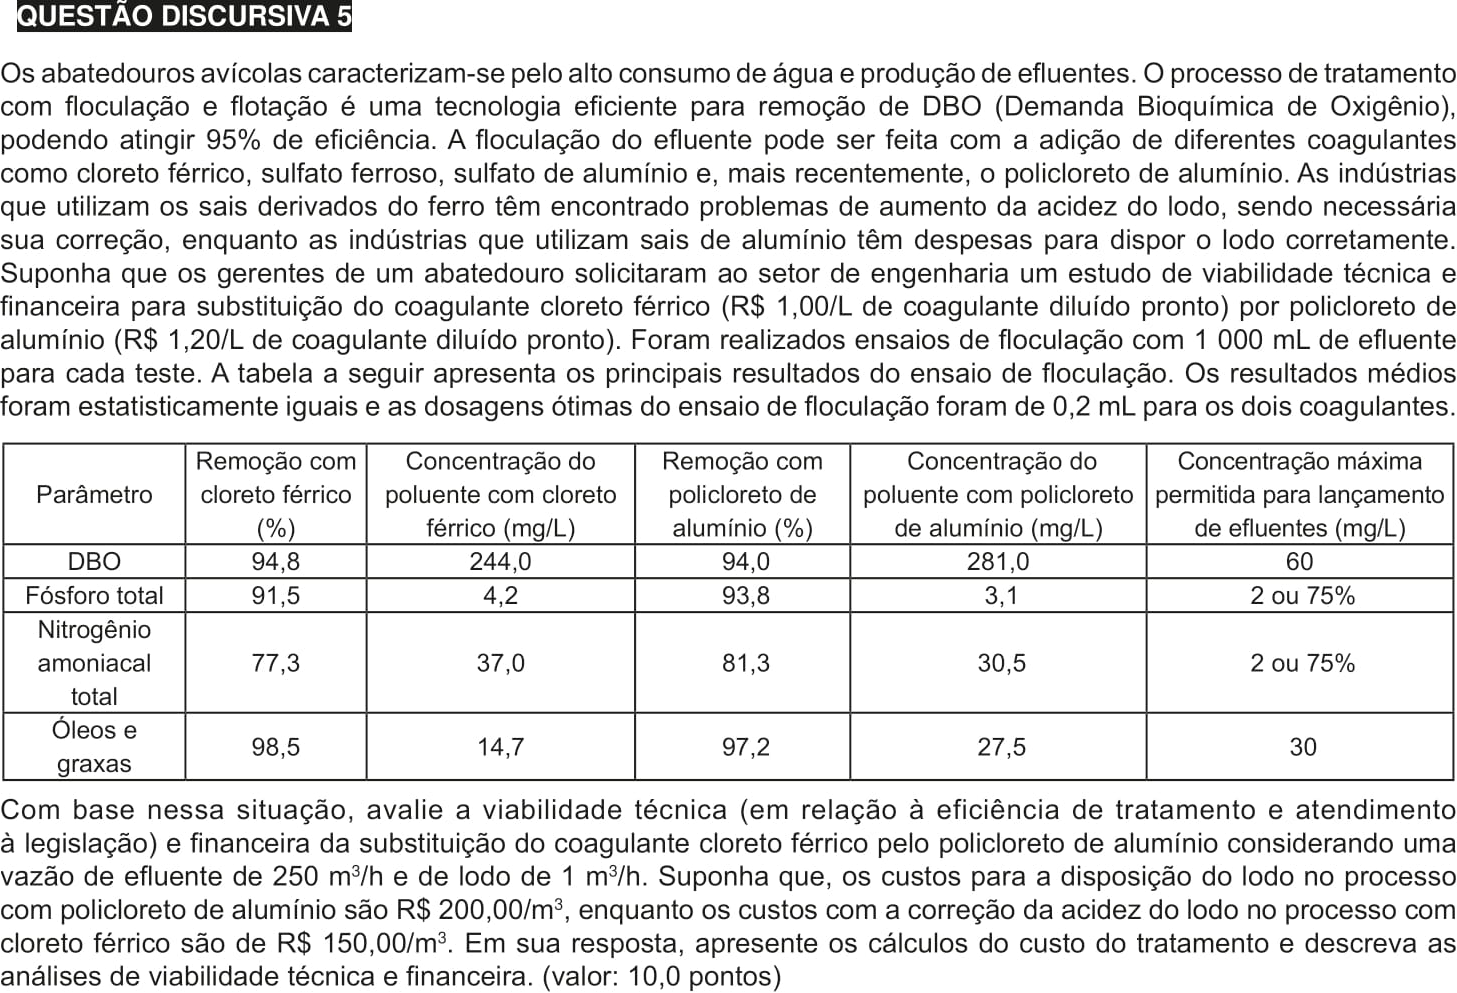 QUESTÃO DISCURSIVA 5
Os abatedouros avícolas caracterizam-se pelo alto consumo de água e produção de efluentes. O processo de tratamento
com floculação e flotação é uma tecnologia eficiente para remoção de DBO (Demanda Bioquímica de Oxigênio),
podendo atingir 95% de eficiência. A floculação do efluente pode ser feita com a adição de diferentes coagulantes
como cloreto férrico, sulfato ferroso, sulfato de alumínio e, mais recentemente, o policloreto de alumínio. As indústrias
que utilizam os sais derivados do ferro têm encontrado problemas de aumento da acidez do lodo, sendo necessária
sua correção, enquanto as indústrias que utilizam sais de alumínio têm despesas para dispor o lodo corretamente.
Suponha que os gerentes de um abatedouro solicitaram ao setor de engenharia um estudo de viabilidade técnica e
financeira para substituição do coagulante cloreto férrico (R$ 1,00/L de coagulante diluído pronto) por policloreto de
alumínio (R$ 1,20/L de coagulante diluído pronto). Foram realizados ensaios de floculação com 1 000 mL de efluente
para cada teste. A tabela a seguir apresenta os principais resultados do ensaio de floculação. Os resultados médios
foram estatisticamente iguais e as dosagens ótimas do ensaio de floculação foram de 0,2 mL para os dois coagulantes.
Parâmetro
Remoção com
cloreto férrico
(%)
Concentração do
poluente com cloreto
férrico (mg/L)
Remoção com
policloreto de
alumínio (%)
Concentração do
poluente com policloreto
de alumínio (mg/L)
Concentração máxima
permitida para lançamento
de efluentes (mg/L)
DBO 94,8 244,0 94,0 281,0 60
Fósforo total 91,5 4,2 93,8 3,1 2 ou 75%
Nitrogênio
amoniacal
total
77,3 37,0 81,3 30,5 2 ou 75%
Óleos e
graxas
98,5 14,7 97,2 27,5 30
Com base nessa situação, avalie a viabilidade técnica (em relação à eficiência de tratamento e atendimento
à legislação) e financeira da substituição do coagulante cloreto férrico pelo policloreto de alumínio considerando uma
vazão de efluente de 250 m³/h e de lodo de 1 m³/h. Suponha que, os custos para a disposição do lodo no processo
com policloreto de alumínio são R$ 200,00/m³, enquanto os custos com a correção da acidez do lodo no processo com
cloreto férrico são de R$ 150,00/m³. Em sua resposta, apresente os cálculos do custo do tratamento e descreva as
análises de viabilidade técnica e financeira. (valor: 10,0 pontos)